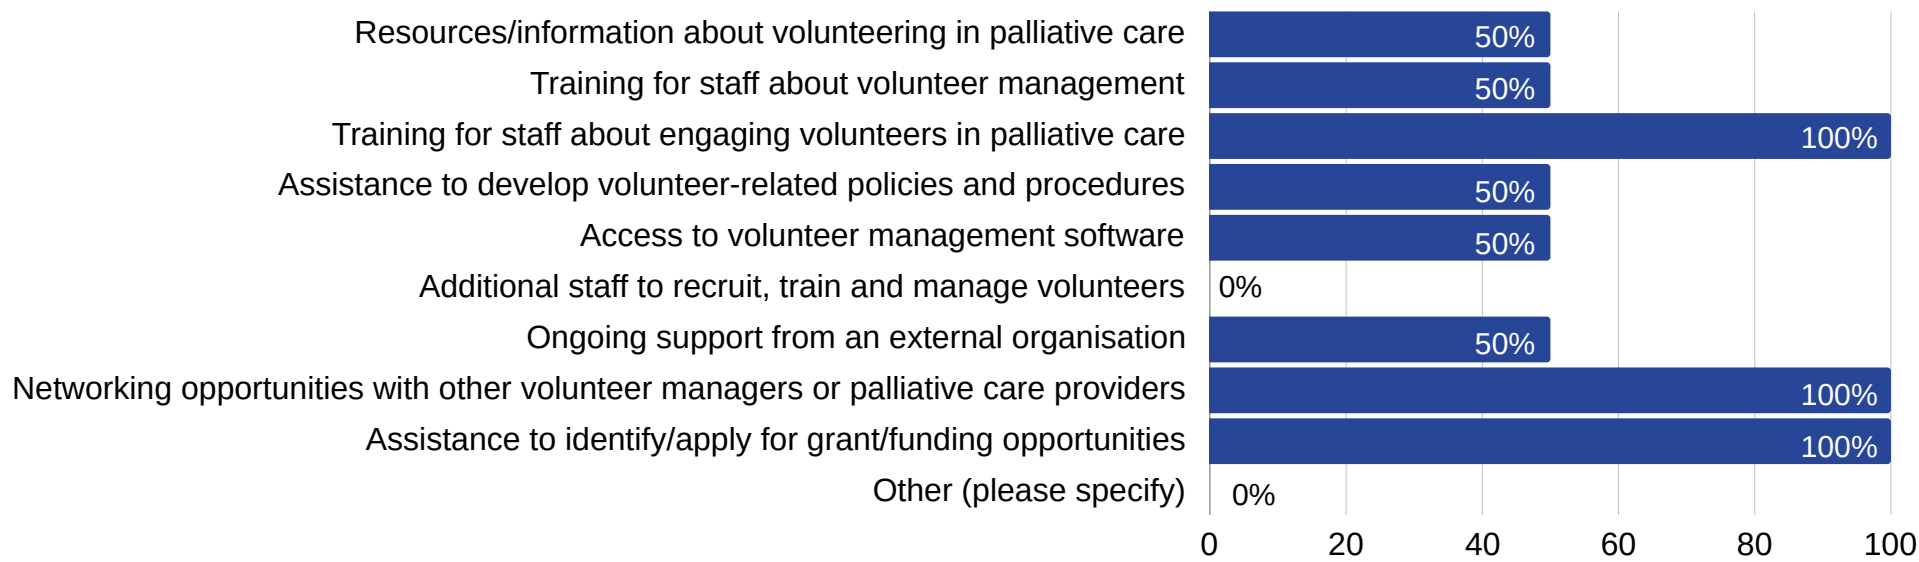 Resources/information about volunteering in palliative care 50%
Training for staff about volunteer management 50%
Training for staff about engaging volunteers in palliative care 100%
Assistance to develop volunteer-related policies and procedures 50%
Access to volunteer management software 50%
Additional staff to recruit, train and manage volunteers 0%
Ongoing support from an external organisation 50%
Networking opportunities with other volunteer managers or palliative care providers 100%
Assistance to identify/apply for grant/funding opportunities 100%
Other (please specify) 0%
0 20 40 60 80 100